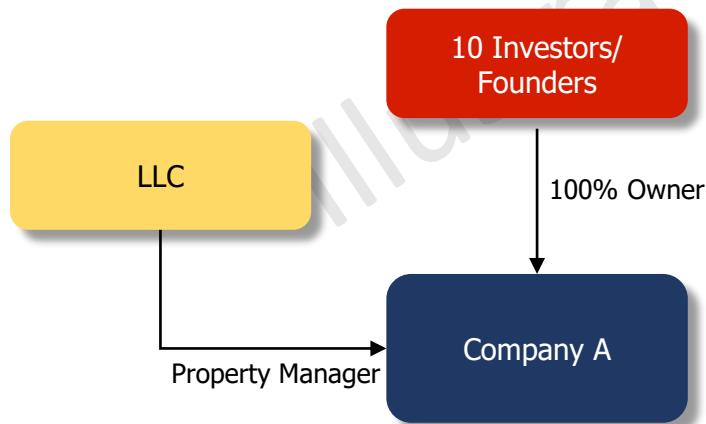 10 Investors/
Founders
LLC
100% Owner
Company A
Property Manager